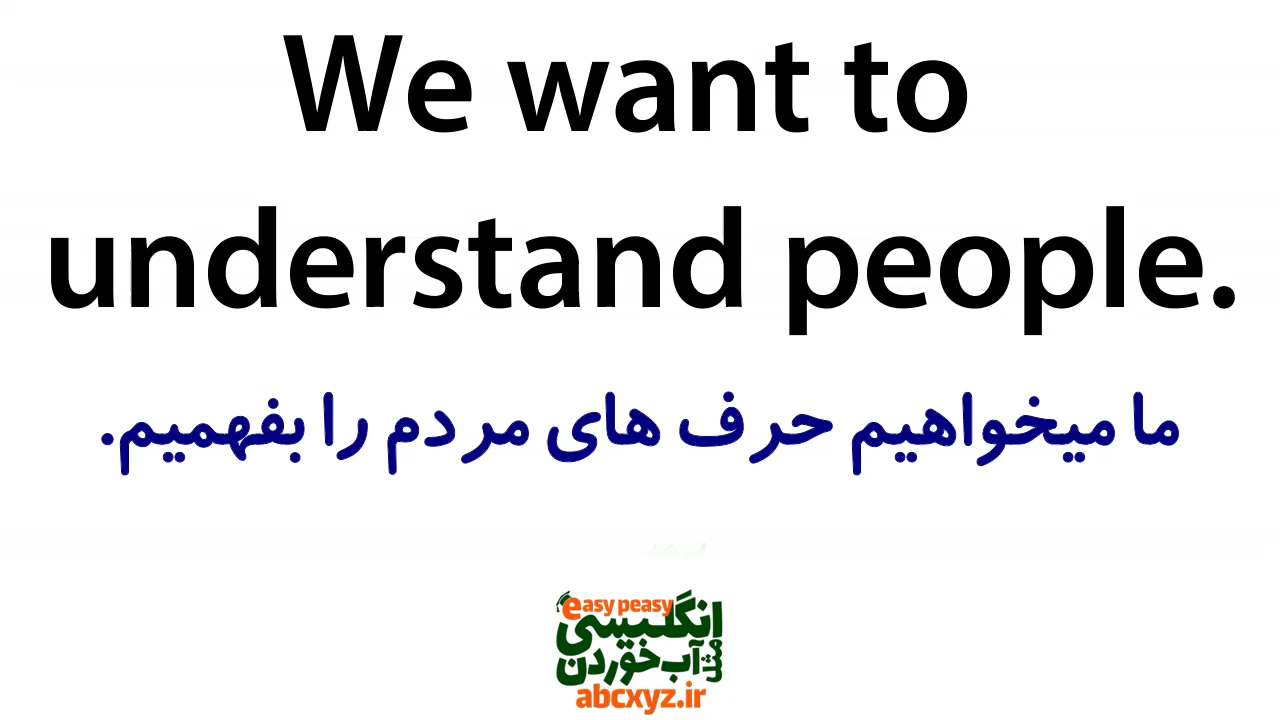 We want to
understand people.
ما میخواهیم حرف های مردم را بفهمیم.
easy peasy
انگلیسی
مثل آب خوردن
abcxyz.ir